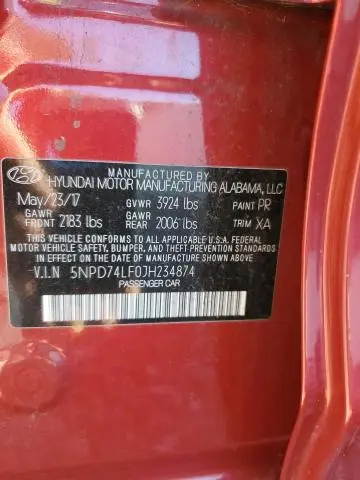 MANUFACTURED BY
HYUNDAI MOTOR MANUFACTURING ALABAMA, LLC
May/23/17 GVWR 3924 lbs PAINT PR
GAWR FRONT 2183 lbs GAWR REAR 2006 lbs TRIM XA
THIS VEHICLE CONFORMS TO ALL APPLICABLE U.S. FEDERAL
MOTOR VEHICLE SAFETY, BUMPER, AND THEFT PREVENTION STANDARDS
IN EFFECT ON THE DATE OF MANUFACTURE SHOWN ABOVE.
V.I.N 5NPD74LF0JH234874
PASSENGER CAR